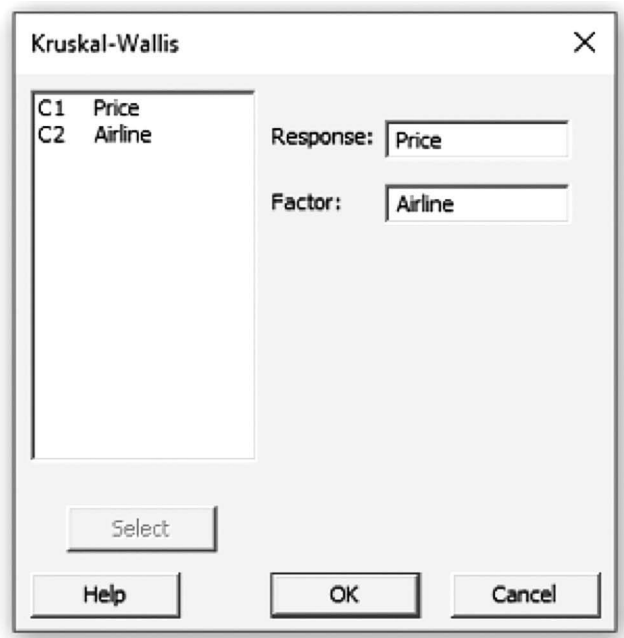 Kruskal-Wallis
C1 Price
C2 Airline
Response: Price
Factor: Airline
Select
Help OK Cancel